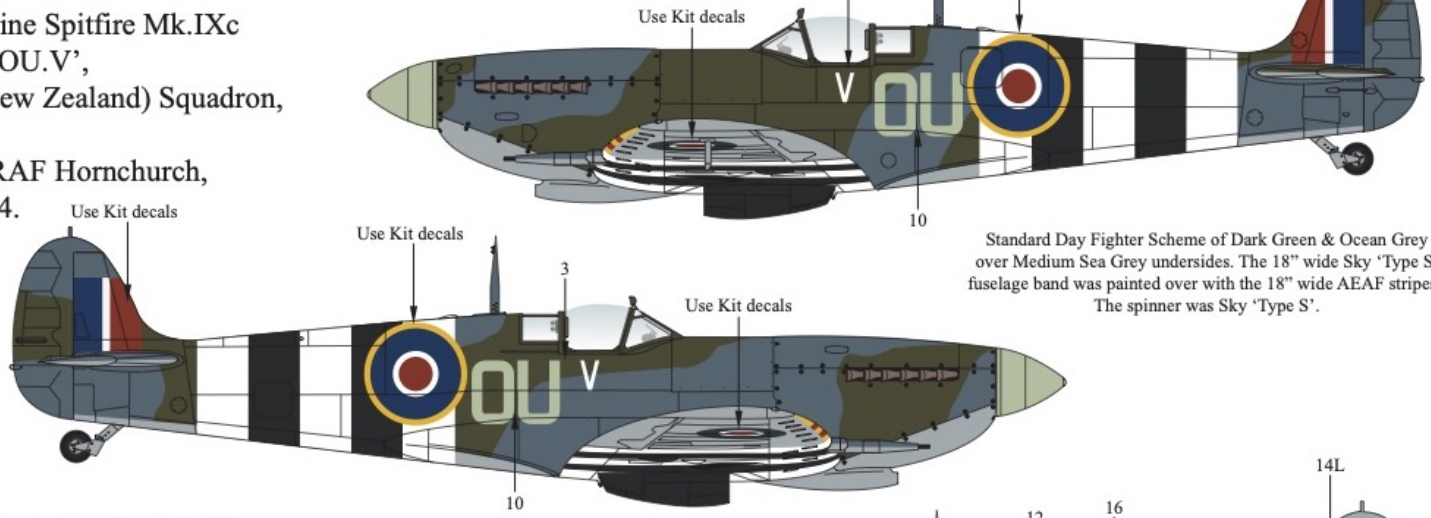 ine Spitfire Mk.IXc
OU.V’,
ew Zealand) Squadron,
RAF Hornchurch,
4.
Use Kit decals
V
OU
10
Use Kit decals
Use Kit decals
3
Use Kit decals
OU
V
10
Standard Day Fighter Scheme of Dark Green & Ocean Grey
over Medium Sea Grey undersides. The 18” wide Sky ‘Type S
fuselage band was painted over with the 18” wide AEAF stripe
The spinner was Sky ‘Type S’.
14L
16